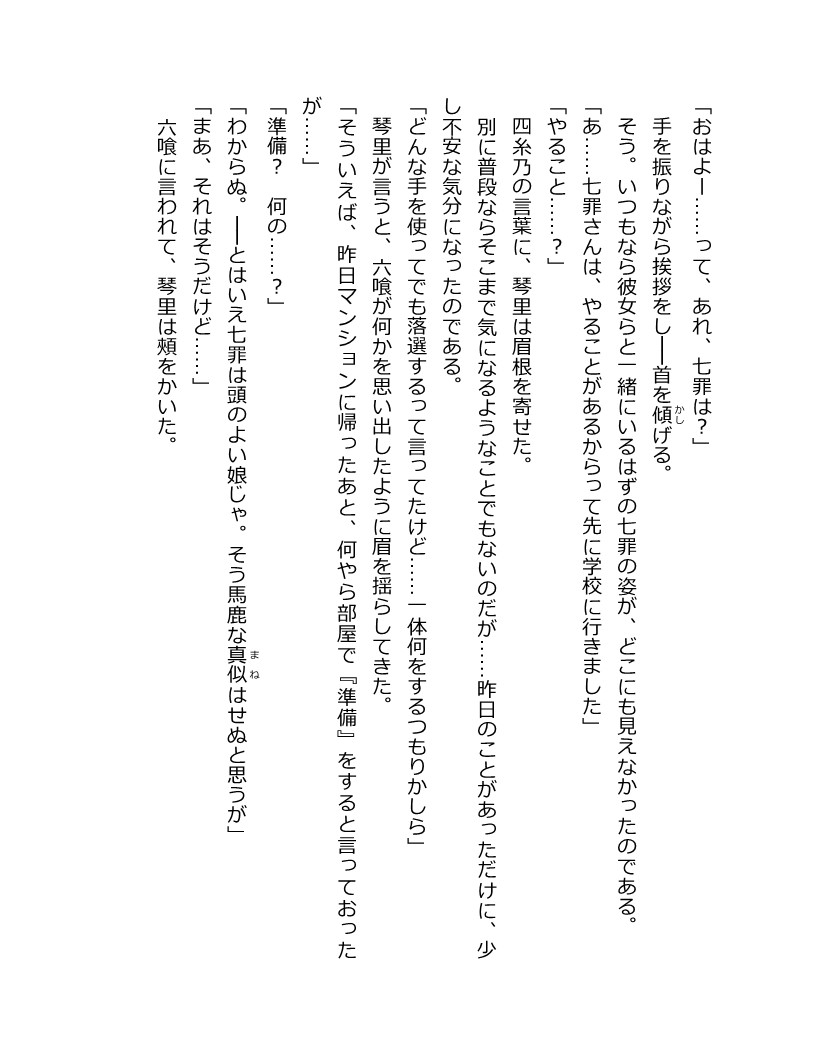 「おはよー……って、あれ、七罪は？」
手を振りながら挨拶をし――首を傾げる。
そう。いつもなら彼女らと一緒にいるはずの七罪の姿が、どこにも見えなかったのである。
「あ……七罪さんは、やることがあるからって先に学校に行きました」
「やること……？」
四糸乃の言葉に、琴里は眉根を寄せた。
別に普段ならそこまで気になるようなことでもないのだが……昨日のことがあっただけに、少
し不安な気分になったのである。
「どんな手を使ってでも落選するって言ってたけど……一体何をするつもりかしら」
琴里が言うと、六喰が何かを思い出したように眉を揺らしてきた。
「そういえば、昨日マンションに帰ったあと、何やら部屋で『準備』をすると言っておった
が……」
「準備？　何の……？」
「わからぬ。――とはいえ七罪は頭のよい娘じゃ。そう馬鹿な真似はせぬと思うが」
「まあ、それはそうだけど……」
六喰に言われて、琴里は頰をかいた。